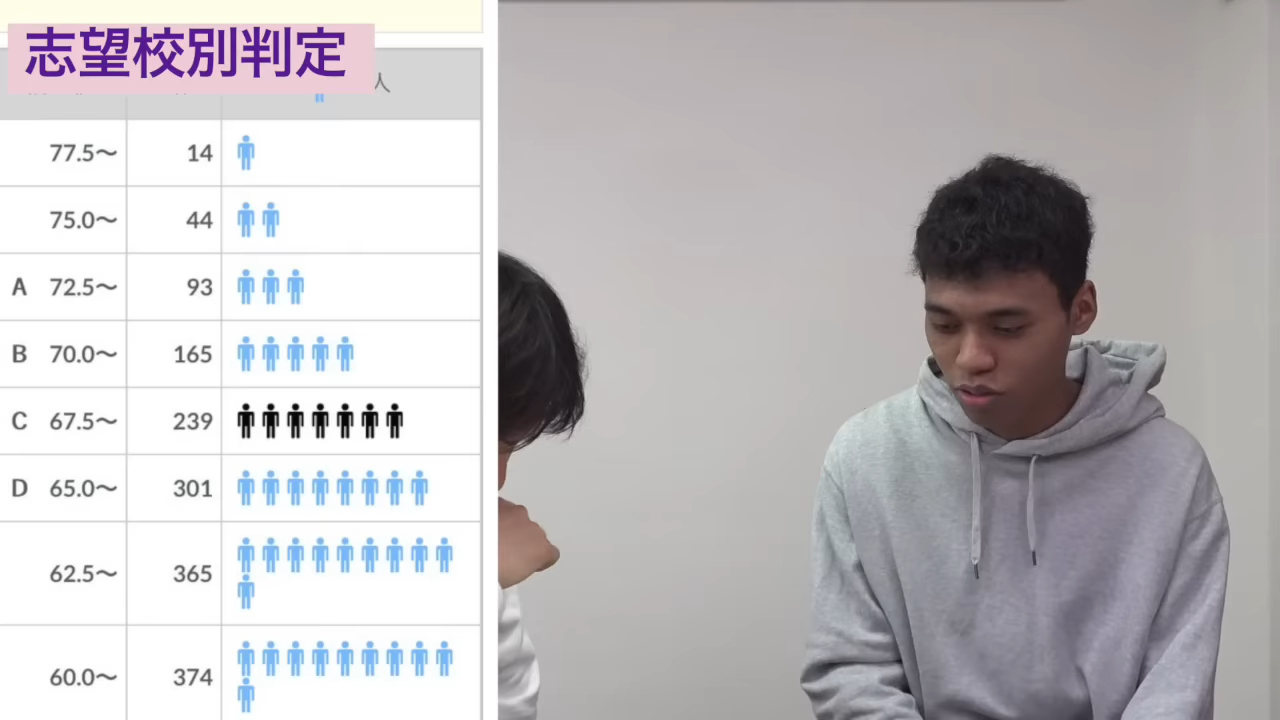 志望校別判定
人
77.5〜 14
75.0〜 44
A 72.5〜 93
B 70.0〜 165
C 67.5〜 239
D 65.0〜 301
62.5〜 365
60.0〜 374